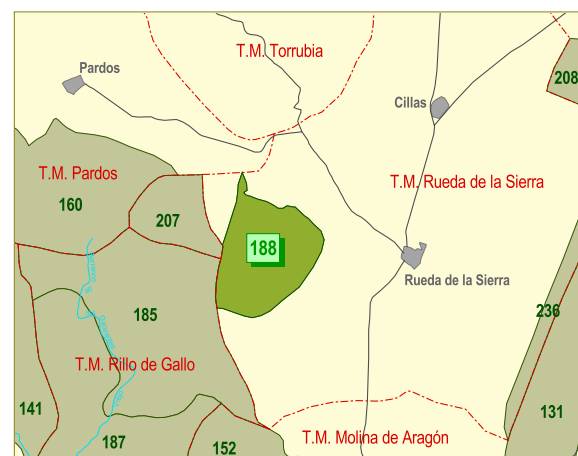 T.M. Torrubia
Pardos
208
Cillas
T.M. Pardos
T.M. Rueda de la Sierra
160
207
188
Rueda de la Sierra
185
236
T.M. Rillo de Gallo
141
131
T.M. Molina de Aragón
187
152